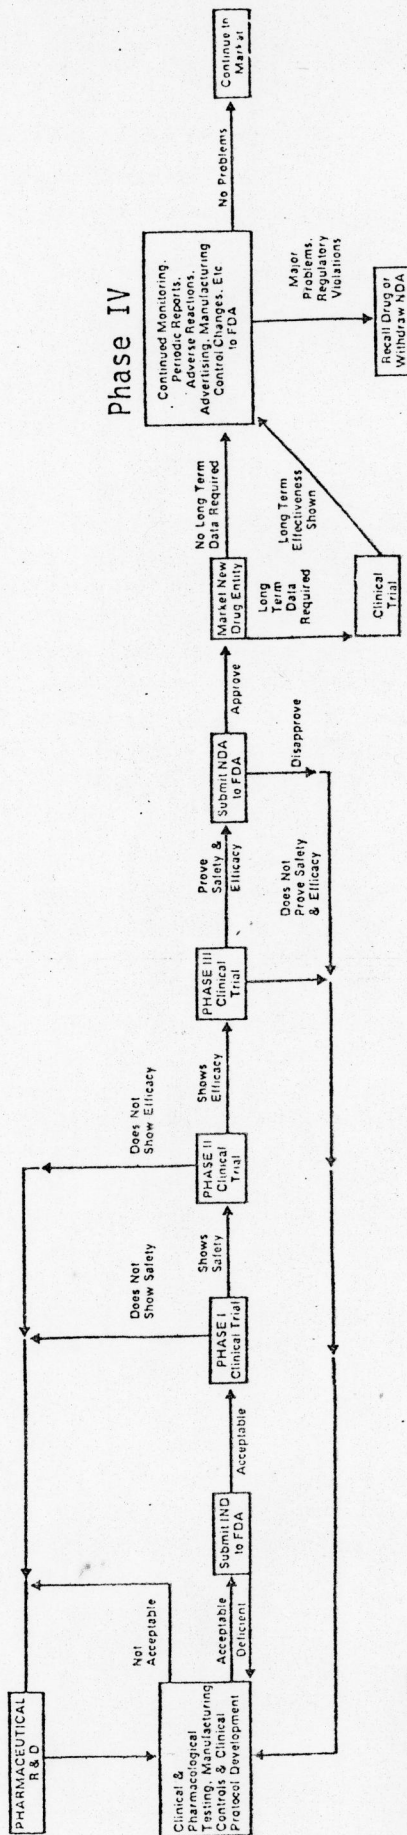 PHARMACEUTICAL
R & D
Clinical &
Pharmacological
Testing, Manufacturing
Controls & Clinical
Protocol Development
Not
Acceptable
Acceptable
Deficient
Submit IND
to FDA
Acceptable
PHASE I
Clinical Trial
Does Not
Show Safety
Shows
Safety
PHASE II
Clinical
Trial
Does Not
Show Efficacy
Shows
Efficacy
PHASE III
Clinical
Trial
Prove
Safety &
Efficacy
Does Not
Prove Safety
& Efficacy
Submit NDA
to FDA
Approve
Disapprove
Market New
Drug Entity
No Long Term
Data Required
Long
Term
Data
Required
Clinical
Trial
Long Term
Effectiveness
Shown
Phase IV
Continued Monitoring.
Periodic Reports,
Adverse Reactions,
Advertising, Manufacturing
Control Changes, Etc
to FDA
No Problems
Continue to
Market
Major
Problems,
Regulatory
Violations
Recall Drug or
Withdraw NDA